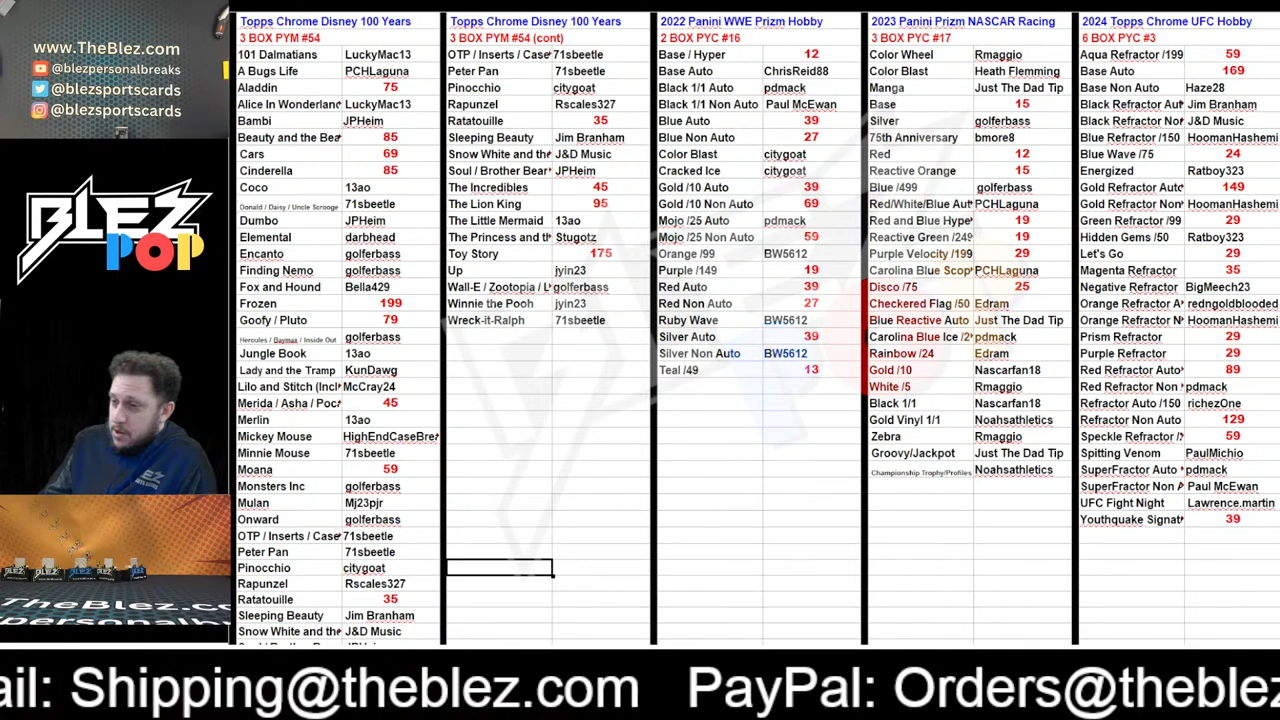 www.TheBlez.com
@blezpersonalbreaks
@blezsportscards
@blezsportscards
BLEZ
POP
TheBlez.co
Topps Chrome Disney 100 Years
3 BOX PYM #54
101 Dalmatians LuckyMac13
A Bugs Life PCHLaguna
Aladdin 75
Alice In Wonderlan LuckyMac13
Bambi JPHeim
Beauty and the Bea 85
Cars 69
Cinderella 85
Coco 13ao
Donald / Daisy / Uncle Scrooge 71sbeetle
Dumbo JPHeim
Elemental darbhead
Encanto golferbass
Finding Nemo golferbass
Fox and Hound Bella429
Frozen 199
Goofy / Pluto 79
Hercules / Baymax / Inside Out golferbass
Jungle Book 13ao
Lady and the Tramp KunDawg
Lilo and Stitch (Incl McCray24
Merida / Asha / Poc 45
Merlin 13ao
Mickey Mouse HighEndCaseBre
Minnie Mouse 71sbeetle
Moana 59
Monsters Inc golferbass
Mulan Mj23pjr
Onward golferbass
OTP / Inserts / Case 71sbeetle
Peter Pan 71sbeetle
Pinocchio citygoat
Rapunzel Rscales327
Ratatouille 35
Sleeping Beauty Jim Branham
Snow White and the J&D Music
Topps Chrome Disney 100 Years
3 BOX PYM #54 (cont)
OTP / Inserts / Case 71sbeetle
Peter Pan 71sbeetle
Pinocchio citygoat
Rapunzel Rscales327
Ratatouille 35
Sleeping Beauty Jim Branham
Snow White and th J&D Music
Soul / Brother Bear JPHeim
The Incredibles 45
The Lion King 95
The Little Mermaid 13ao
The Princess and th Stugotz
Toy Story 175
Up jyin23
Wall-E / Zootopia / L golferbass
Winnie the Pooh jyin23
Wreck-it-Ralph 71sbeetle
2022 Panini WWE Prizm Hobby
2 BOX PYC #16
Base / Hyper 12
Base Auto ChrisReid88
Black 1/1 Auto pdmack
Black 1/1 Non Auto Paul McEwan
Blue Auto 39
Blue Non Auto 27
Color Blast citygoat
Cracked Ice citygoat
Gold /10 Auto 39
Gold /10 Non Auto 69
Mojo /25 Auto pdmack
Mojo /25 Non Auto 59
Orange /99 BW5612
Purple /149 19
Red Auto 39
Red Non Auto 27
Ruby Wave BW5612
Silver Auto 39
Silver Non Auto BW5612
Teal /49 13
2023 Panini Prizm NASCAR Racing
3 BOX PYC #17
Color Wheel Rmaggio
Color Blast Heath Flemming
Manga Just The Dad Tip
Base 15
Silver golferbass
75th Anniversary bmore8
Red 12
Reactive Orange 15
Blue /499 golferbass
Red/White/Blue Aut PCHLaguna
Red and Blue Hype 19
Reactive Green /249 19
Purple Velocity /199 29
Carolina Blue Scop PCHLaguna
Disco /75 25
Checkered Flag /50 Edram
Blue Reactive Auto Just The Dad Tip
Carolina Blue Ice /2 pdmack
Rainbow /24 Edram
Gold /10 Nascarfan18
White /5 Rmaggio
Black 1/1 Nascarfan18
Gold Vinyl 1/1 Noahsathletics
Zebra Rmaggio
Groovy/Jackpot Just The Dad Tip
Championship Trophy/Profiles Noahsathletics
2024 Topps Chrome UFC Hobby
6 BOX PYC #3
Aqua Refractor /199 59
Base Auto 169
Base Non Auto Haze28
Black Refractor Aut Jim Branham
Black Refractor No J&D Music
Blue Refractor /150 HoomanHashemi
Blue Wave /75 24
Energized Ratboy323
Gold Refractor Auto 149
Gold Refractor Non HoomanHashemi
Green Refractor /99 29
Hidden Gems /50 Ratboy323
Let's Go 29
Magenta Refractor 35
Negative Refractor BigMeech23
Orange Refractor A redngoldblooded
Orange Refractor N HoomanHashemi
Prism Refractor 29
Purple Refractor 29
Red Refractor Auto 89
Red Refractor Non pdmack
Refractor Auto /150 richezOne
Refractor Non Auto 129
Speckle Refractor / 59
Spitting Venom PaulMichio
SuperFractor Auto pdmack
SuperFractor Non A Paul McEwan
UFC Fight Night Lawrence.martin
Youthquake Signat 39
ail: Shipping@theblez.com PayPal: Orders@theblez